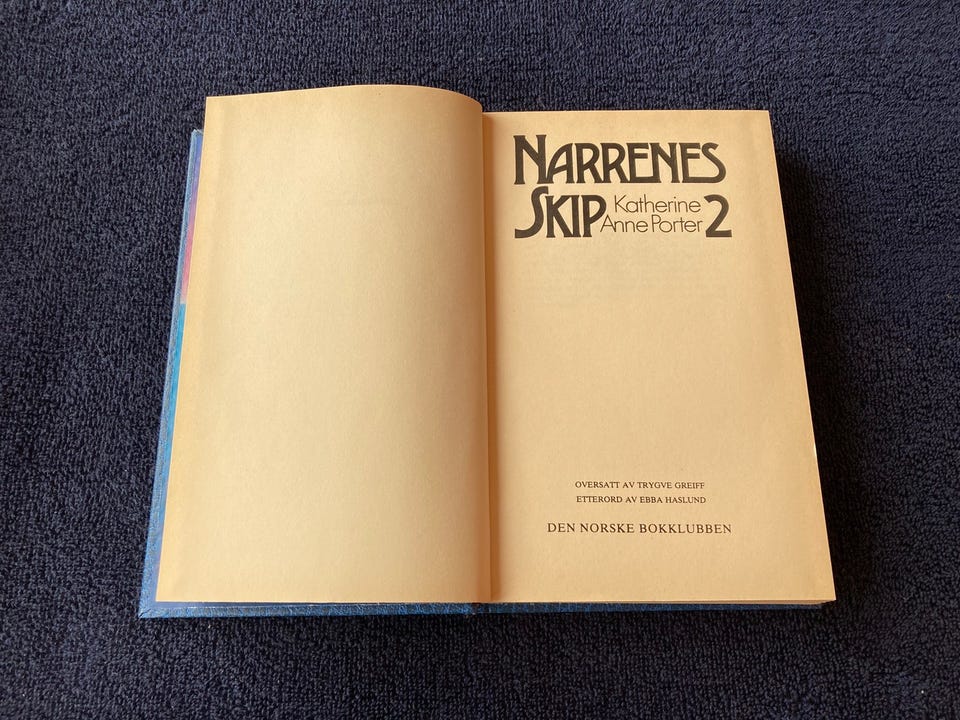 NARRENES
SKIP Katherine Anne Porter 2
OVERSATT AV TRYGVE GREIFF
ETTERORD AV EBBA HASLUND
DEN NORSKE BOKKLUBBEN